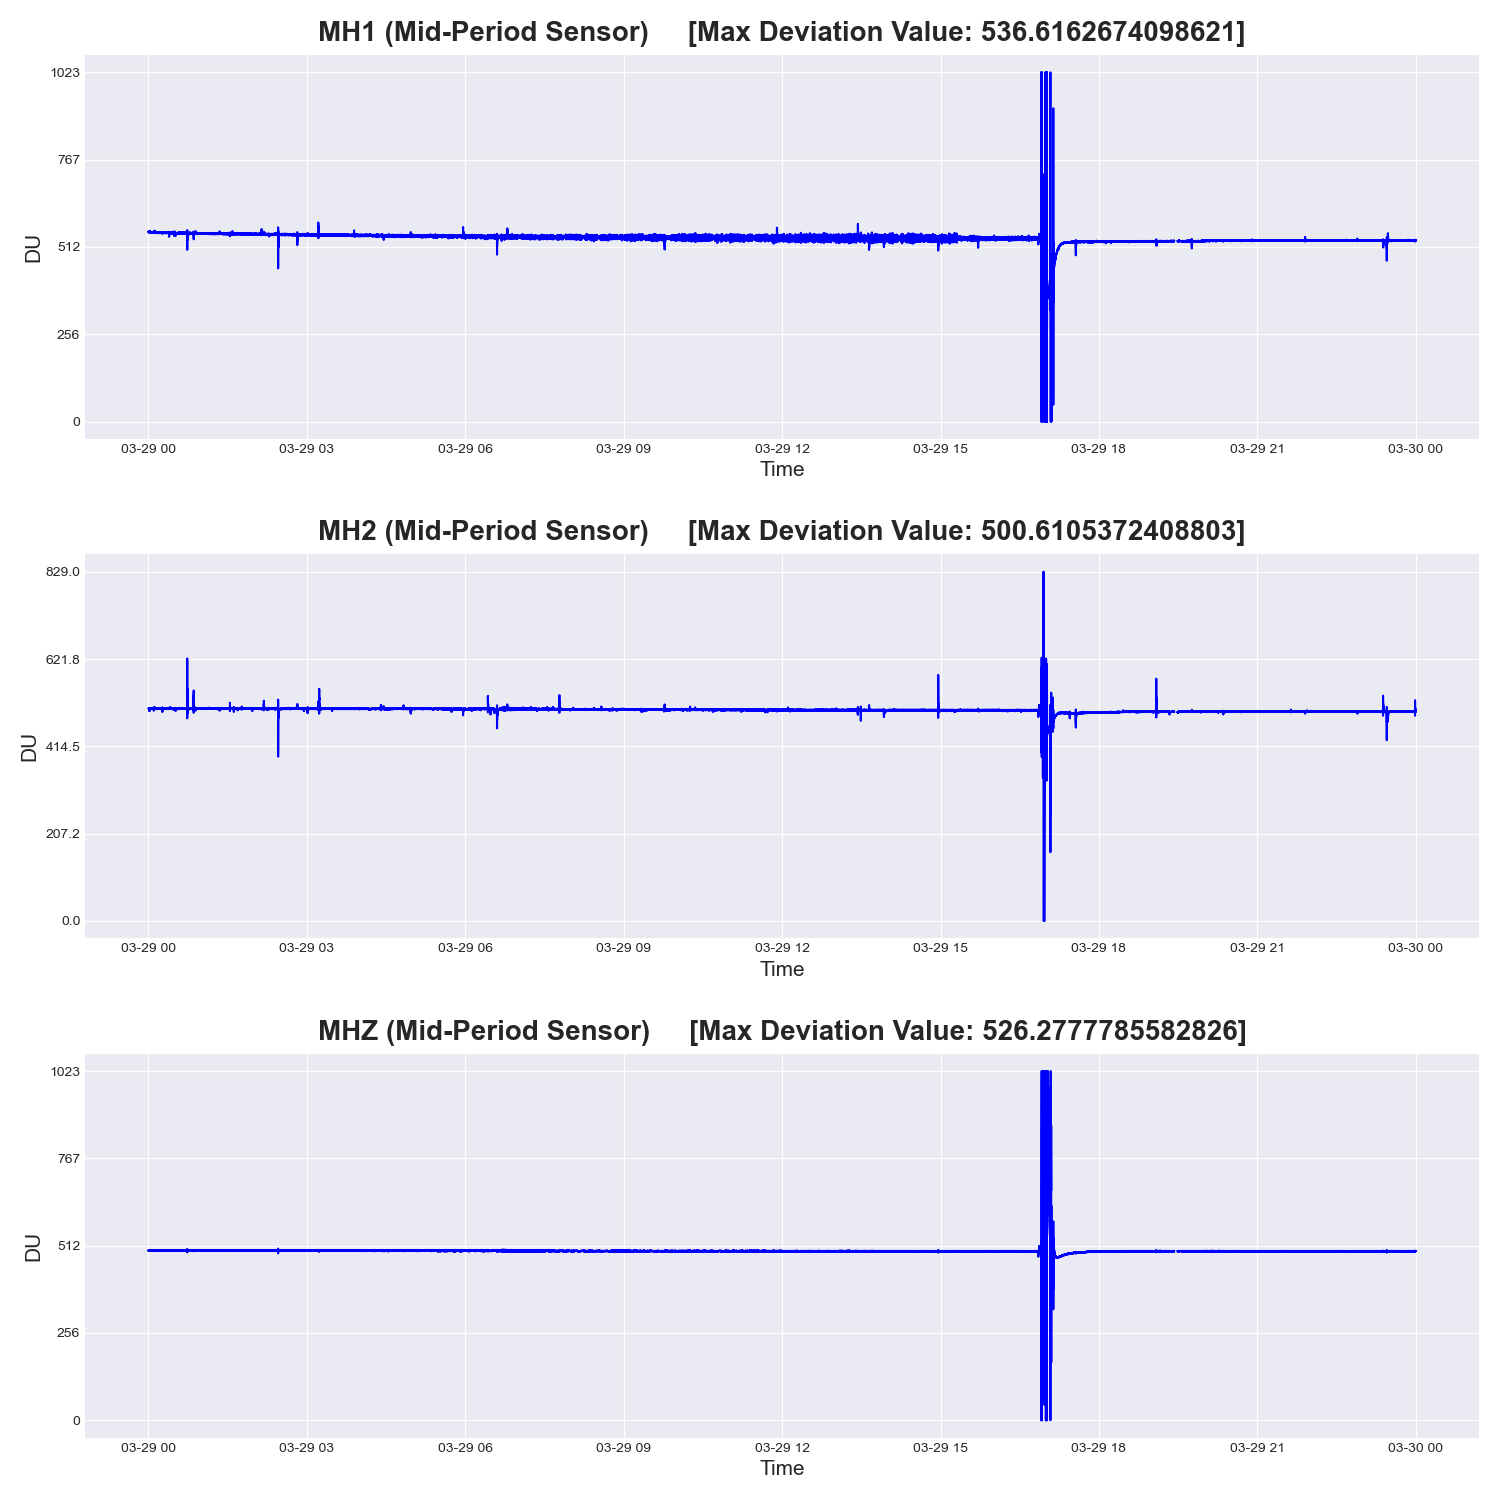 MH1 (Mid-Period Sensor) [Max Deviation Value: 536.6162674098621]
1023
767
512
256
0
DU
03-29 00 03-29 03 03-29 06 03-29 09 03-29 12 03-29 15 03-29 18 03-29 21 03-30 00
Time
MH2 (Mid-Period Sensor) [Max Deviation Value: 500.6105372408803]
829.0
621.8
414.5
207.2
0.0
DU
03-29 00 03-29 03 03-29 06 03-29 09 03-29 12 03-29 15 03-29 18 03-29 21 03-30 00
Time
MHZ (Mid-Period Sensor) [Max Deviation Value: 526.2777785582826]
1023
767
512
256
0
DU
03-29 00 03-29 03 03-29 06 03-29 09 03-29 12 03-29 15 03-29 18 03-29 21 03-30 00
Time